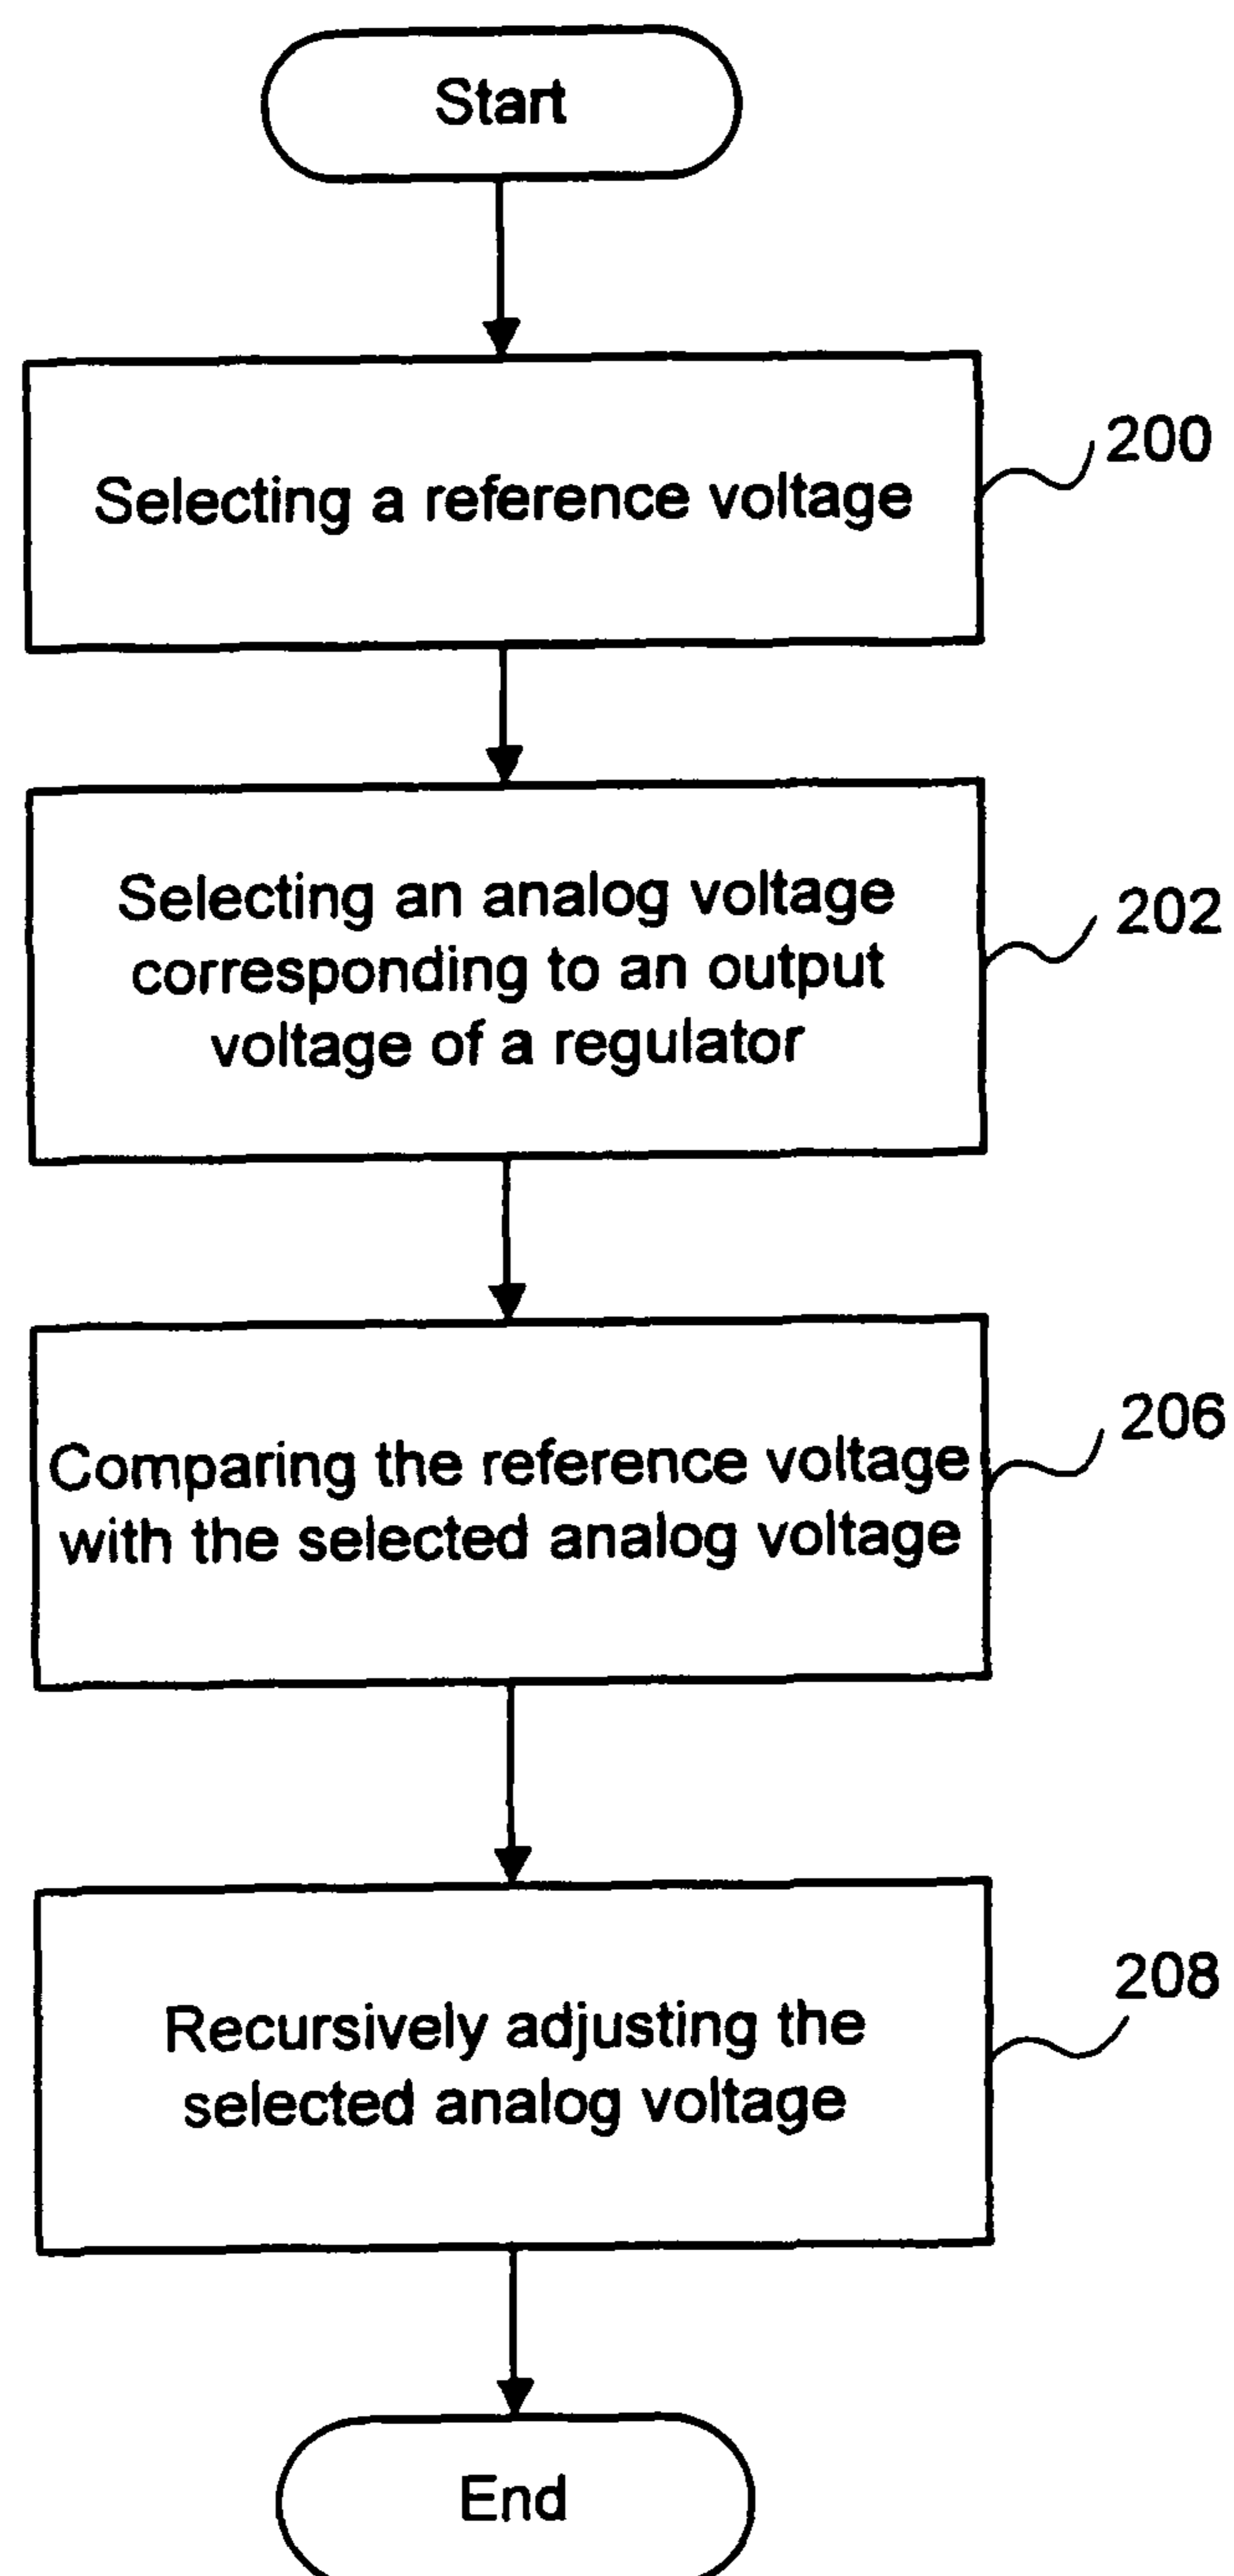 Start
Selecting a reference voltage
200
Selecting an analog voltage
corresponding to an output
voltage of a regulator
202
Comparing the reference voltage
with the selected analog voltage
206
Recursively adjusting the
selected analog voltage
208
End